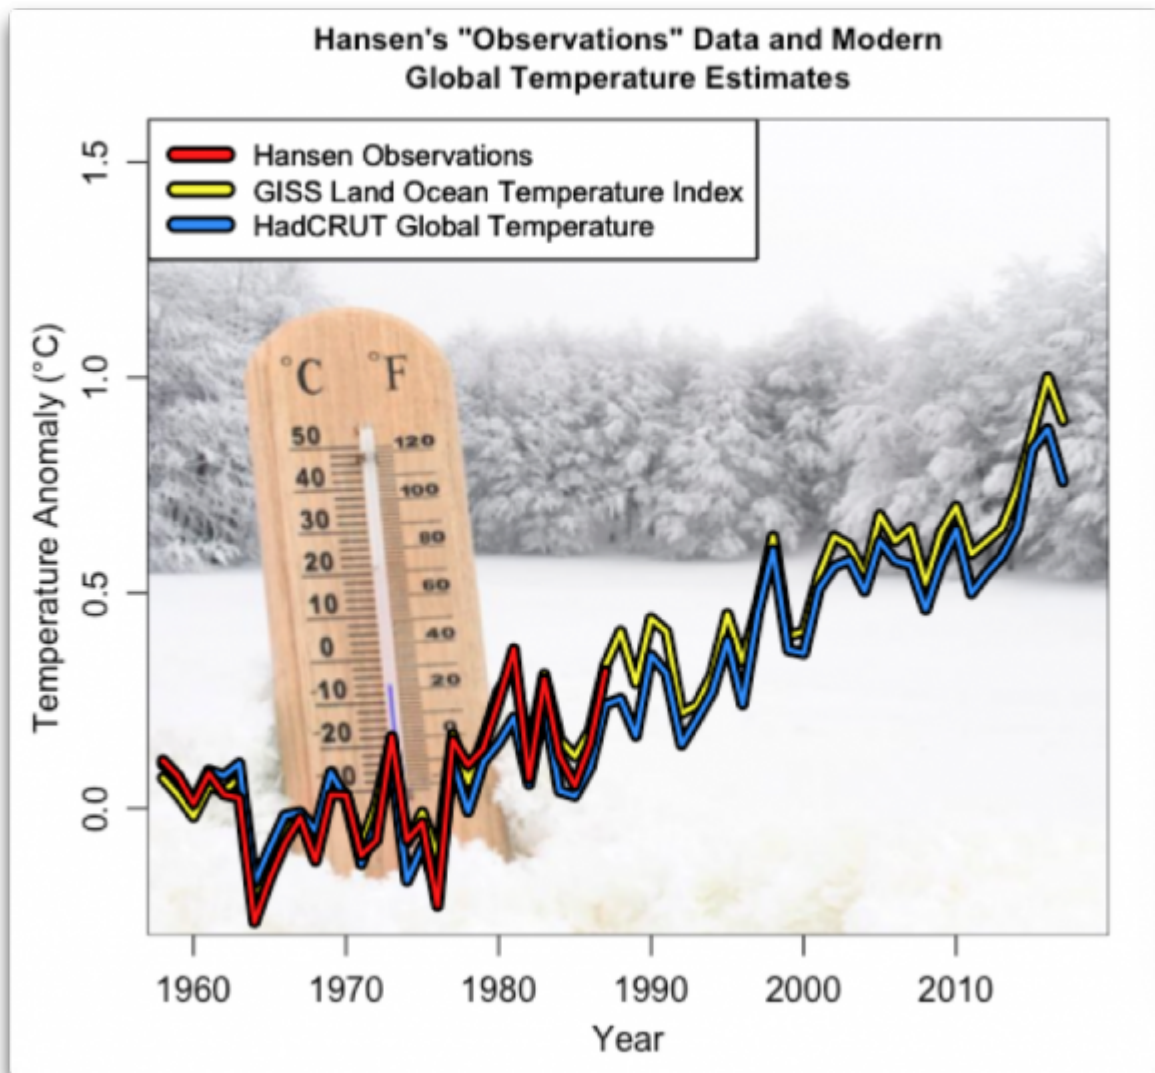 Hansen's "Observations" Data and Modern
Global Temperature Estimates
Hansen Observations
GISS Land Ocean Temperature Index
HadCRUT Global Temperature
Temperature Anomaly (°C)
1.5
1.0
0.5
0.0
°C °F
50 120
40 100
30 80
20 60
10 40
0 20
-10 0
-20
1960 1970 1980 1990 2000 2010
Year